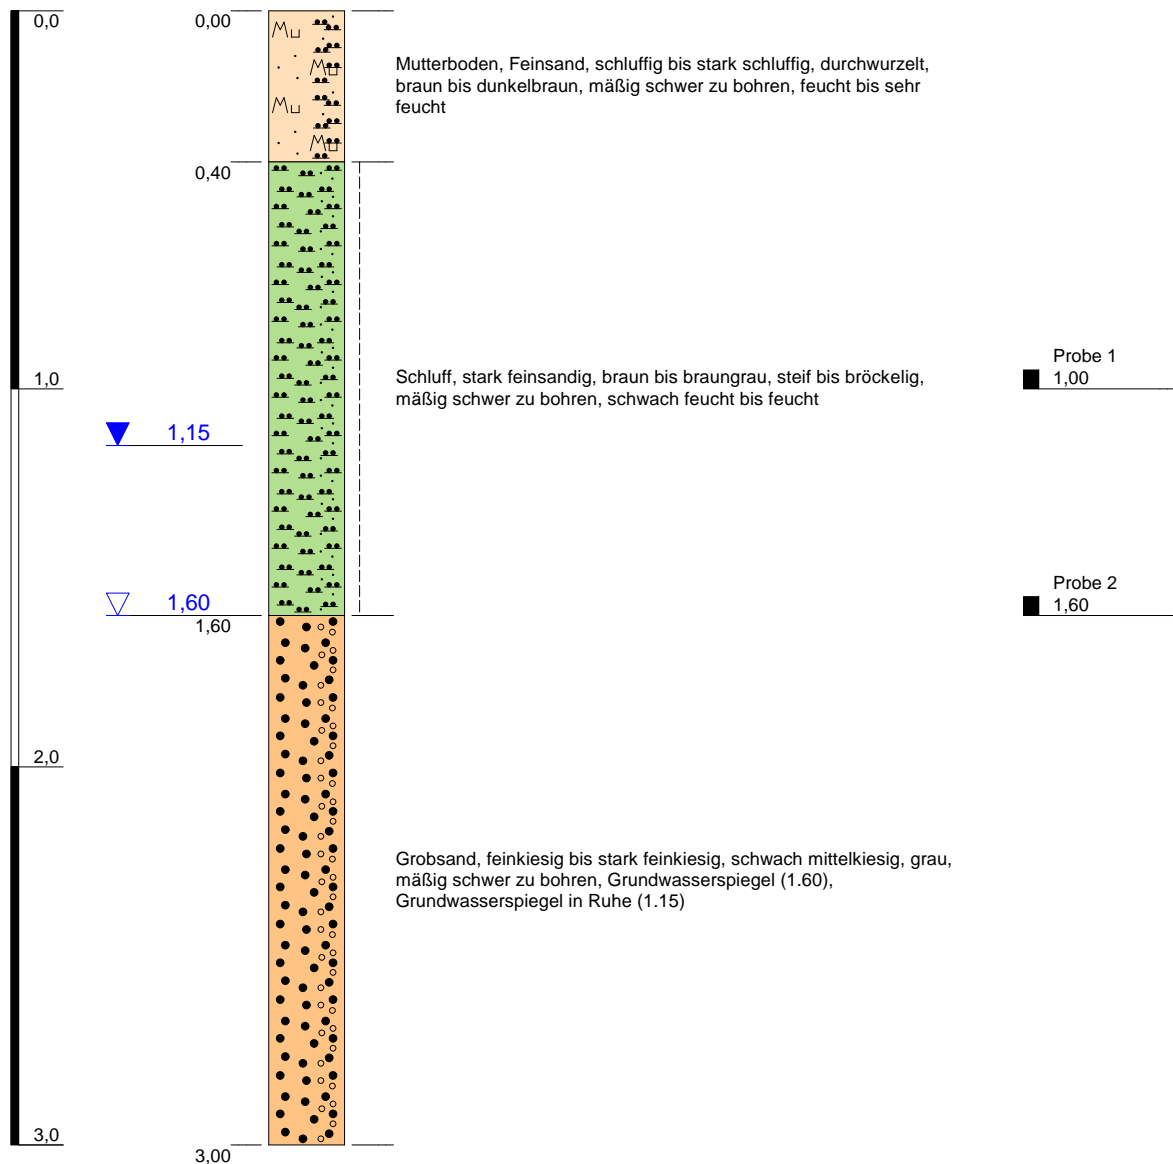 0,0
0,00
Mu
Mu
Mu
Mu
Mutterboden, Feinsand, schluffig bis stark schluffig, durchwurzelt,
braun bis dunkelbraun, mäßig schwer zu bohren, feucht bis sehr
feucht
0,40
1,0
Schluff, stark feinsandig, braun bis braungrau, steif bis bröckelig,
mäßig schwer zu bohren, schwach feucht bis feucht
Probe 1
1,00
1,15
1,60
1,60
Probe 2
1,60
2,0
Grobsand, feinkiesig bis stark feinkiesig, schwach mittelkiesig, grau,
mäßig schwer zu bohren, Grundwasserspiegel (1.60),
Grundwasserspiegel in Ruhe (1.15)
3,0
3,00